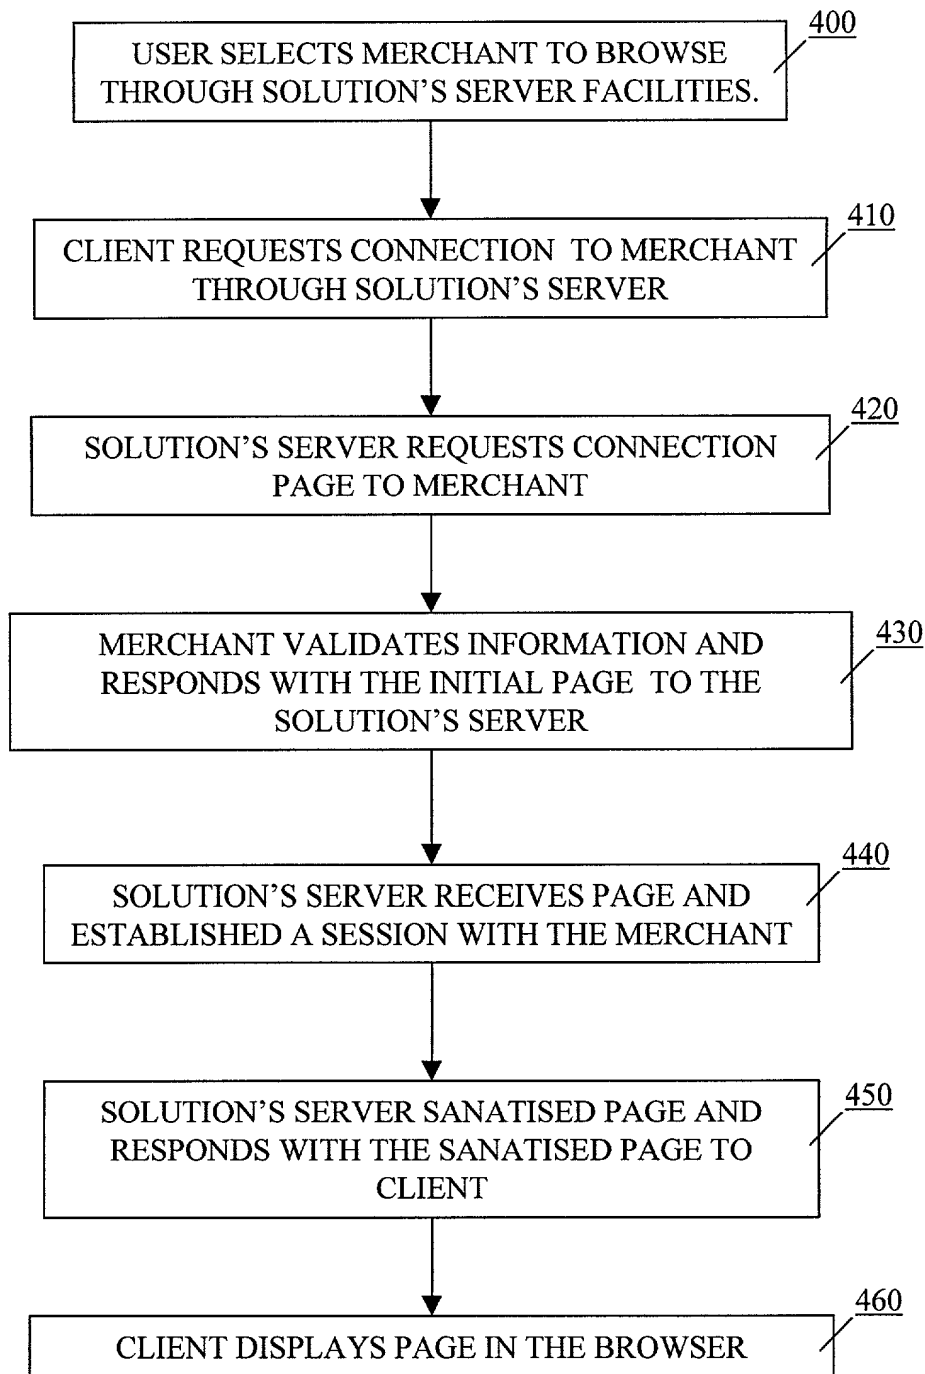 400
USER SELECTS MERCHANT TO BROWSE
THROUGH SOLUTION'S SERVER FACILITIES.
410
CLIENT REQUESTS CONNECTION TO MERCHANT
THROUGH SOLUTION'S SERVER
420
SOLUTION'S SERVER REQUESTS CONNECTION
PAGE TO MERCHANT
430
MERCHANT VALIDATES INFORMATION AND
RESPONDS WITH THE INITIAL PAGE TO THE
SOLUTION'S SERVER
440
SOLUTION'S SERVER RECEIVES PAGE AND
ESTABLISHED A SESSION WITH THE MERCHANT
450
SOLUTION'S SERVER SANATISED PAGE AND
RESPONDS WITH THE SANATISED PAGE TO
CLIENT
460
CLIENT DISPLAYS PAGE IN THE BROWSER